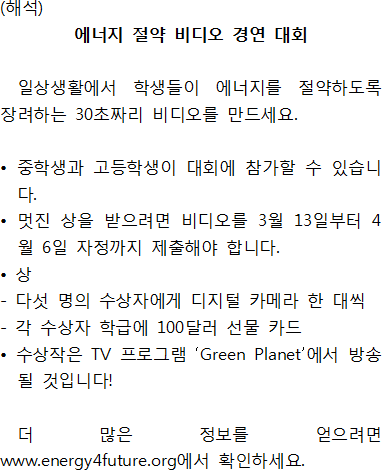 (해석)
에너지 절약 비디오 경연 대회
일상생활에서 학생들이 에너지를 절약하도록
장려하는 30초짜리 비디오를 만드세요.
• 중학생과 고등학생이 대회에 참가할 수 있습니
다.
• 멋진 상을 받으려면 비디오를 3월 13일부터 4
월 6일 자정까지 제출해야 합니다.
• 상
- 다섯 명의 수상자에게 디지털 카메라 한 대씩
- 각 수상자 학급에 100달러 선물 카드
• 수상작은 TV 프로그램 ‘Green Planet’에서 방송
될 것입니다!
더 많은 정보를 얻으려면
www.energy4future.org에서 확인하세요.